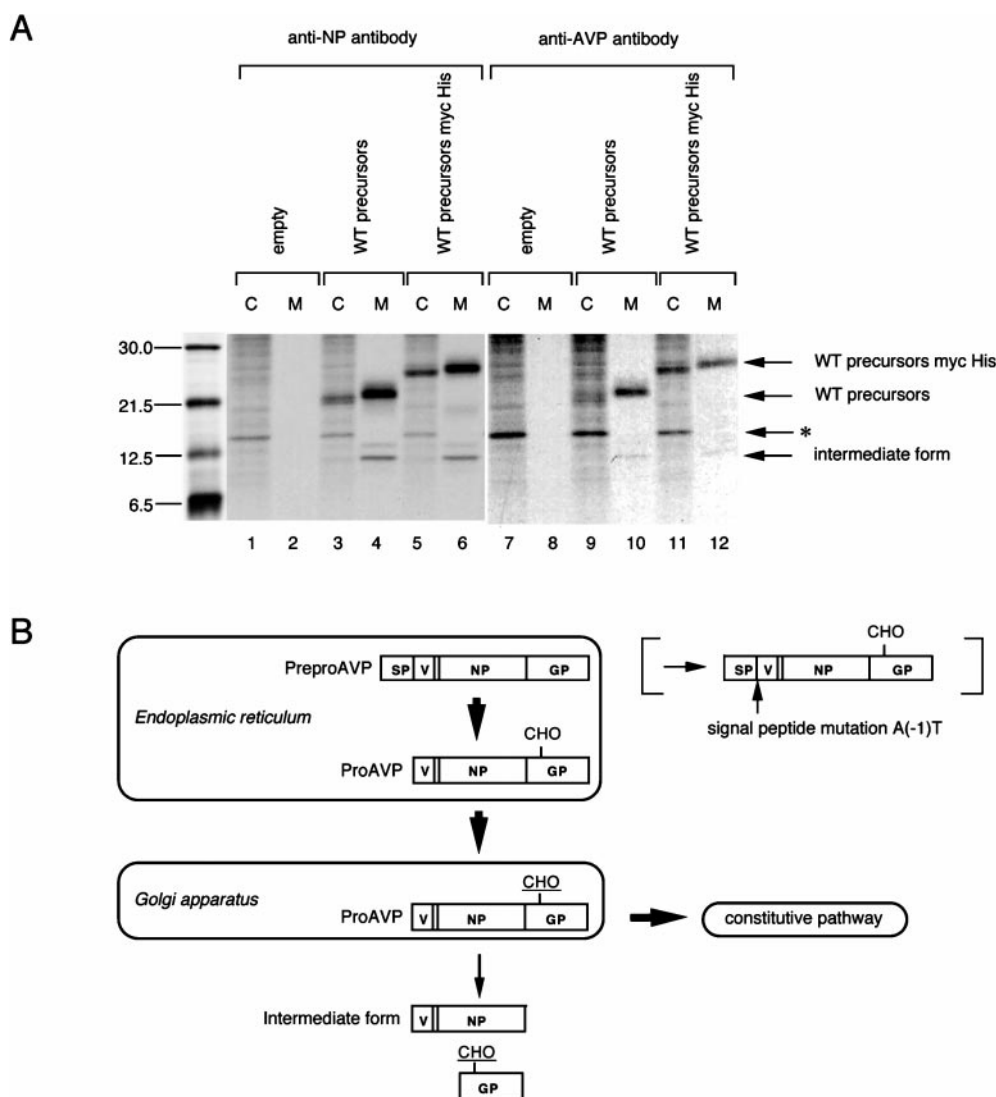 A
anti-NP antibody
anti-AVP antibody
empty
WT precursors
WT precursors myc His
empty
WT precursors
WT precursors myc His
C M C M C M C M C M C M
30.0
21.5
12.5
6.5
WT precursors myc His
WT precursors
*
intermediate form
1 2 3 4 5 6 7 8 9 10 11 12
B
PreproAVP SP V NP GP
Endoplasmic reticulum
CHO
ProAVP V NP GP
CHO
SP V NP GP
signal peptide mutation A(-1)T
Golgi apparatus
CHO
ProAVP V NP GP
constitutive pathway
Intermediate form V NP
CHO
GP